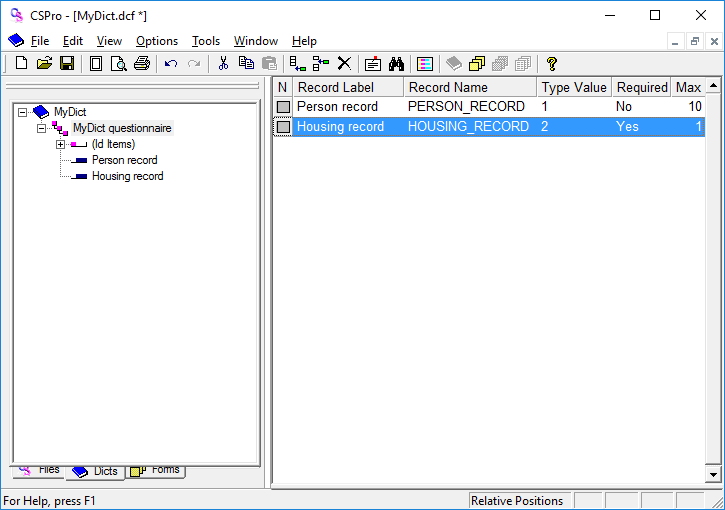 CSPro - [MyDict.dcf *]
File Edit View Options Tools Window Help
N Record Label Record Name Type Value Required Max
Person record PERSON_RECORD 1 No 10
Housing record HOUSING_RECORD 2 Yes 1
MyDict
MyDict questionnaire
(Id Items)
Person record
Housing record
Files Dicts Forms
For Help, press F1
Relative Positions